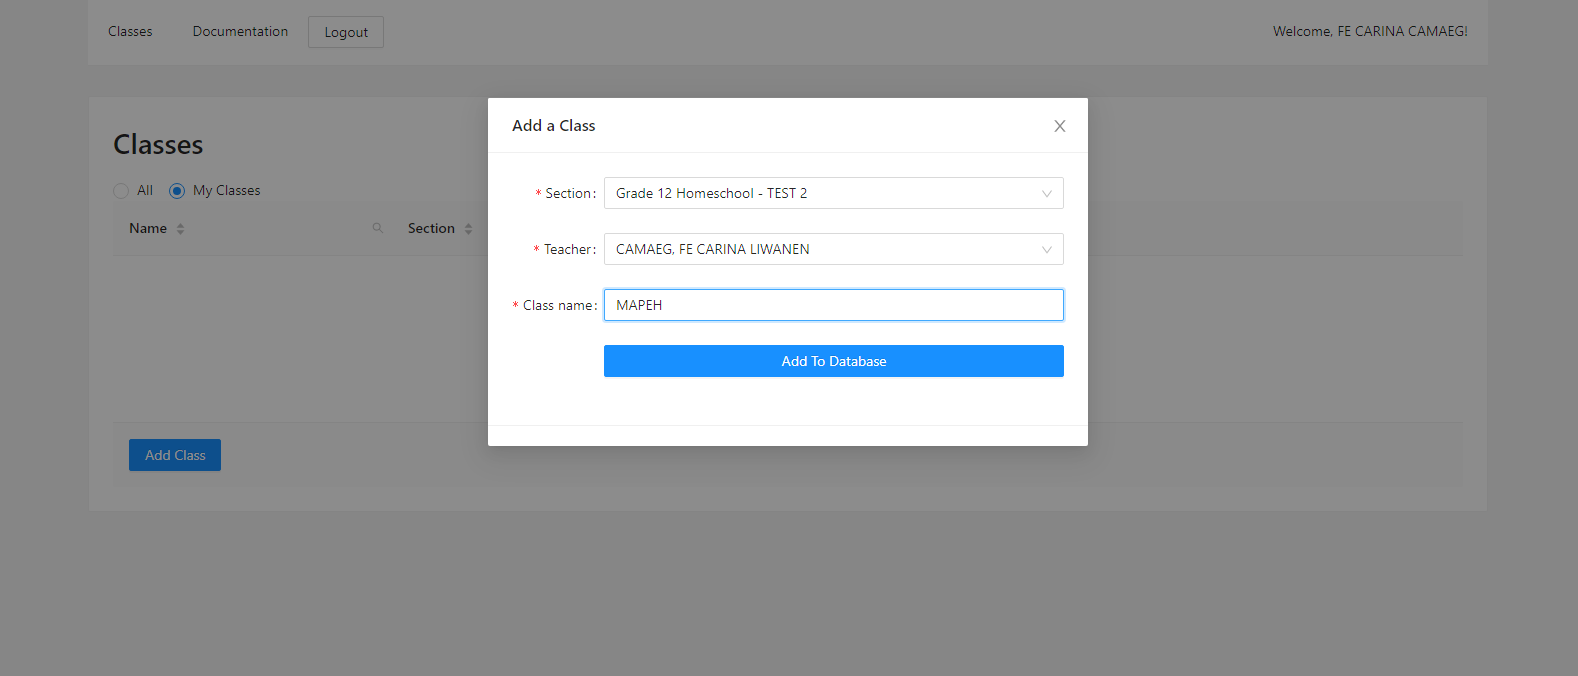 Classes Documentation Logout Welcome, FE CARINA CAMAEG!
Add a Class
Classes
All My Classes
* Section: Grade 12 Homeschool - TEST 2
Name Section
* Teacher: CAMAEG, FE CARINA LIWANEN
* Class name: MAPEH
Add To Database
Add Class